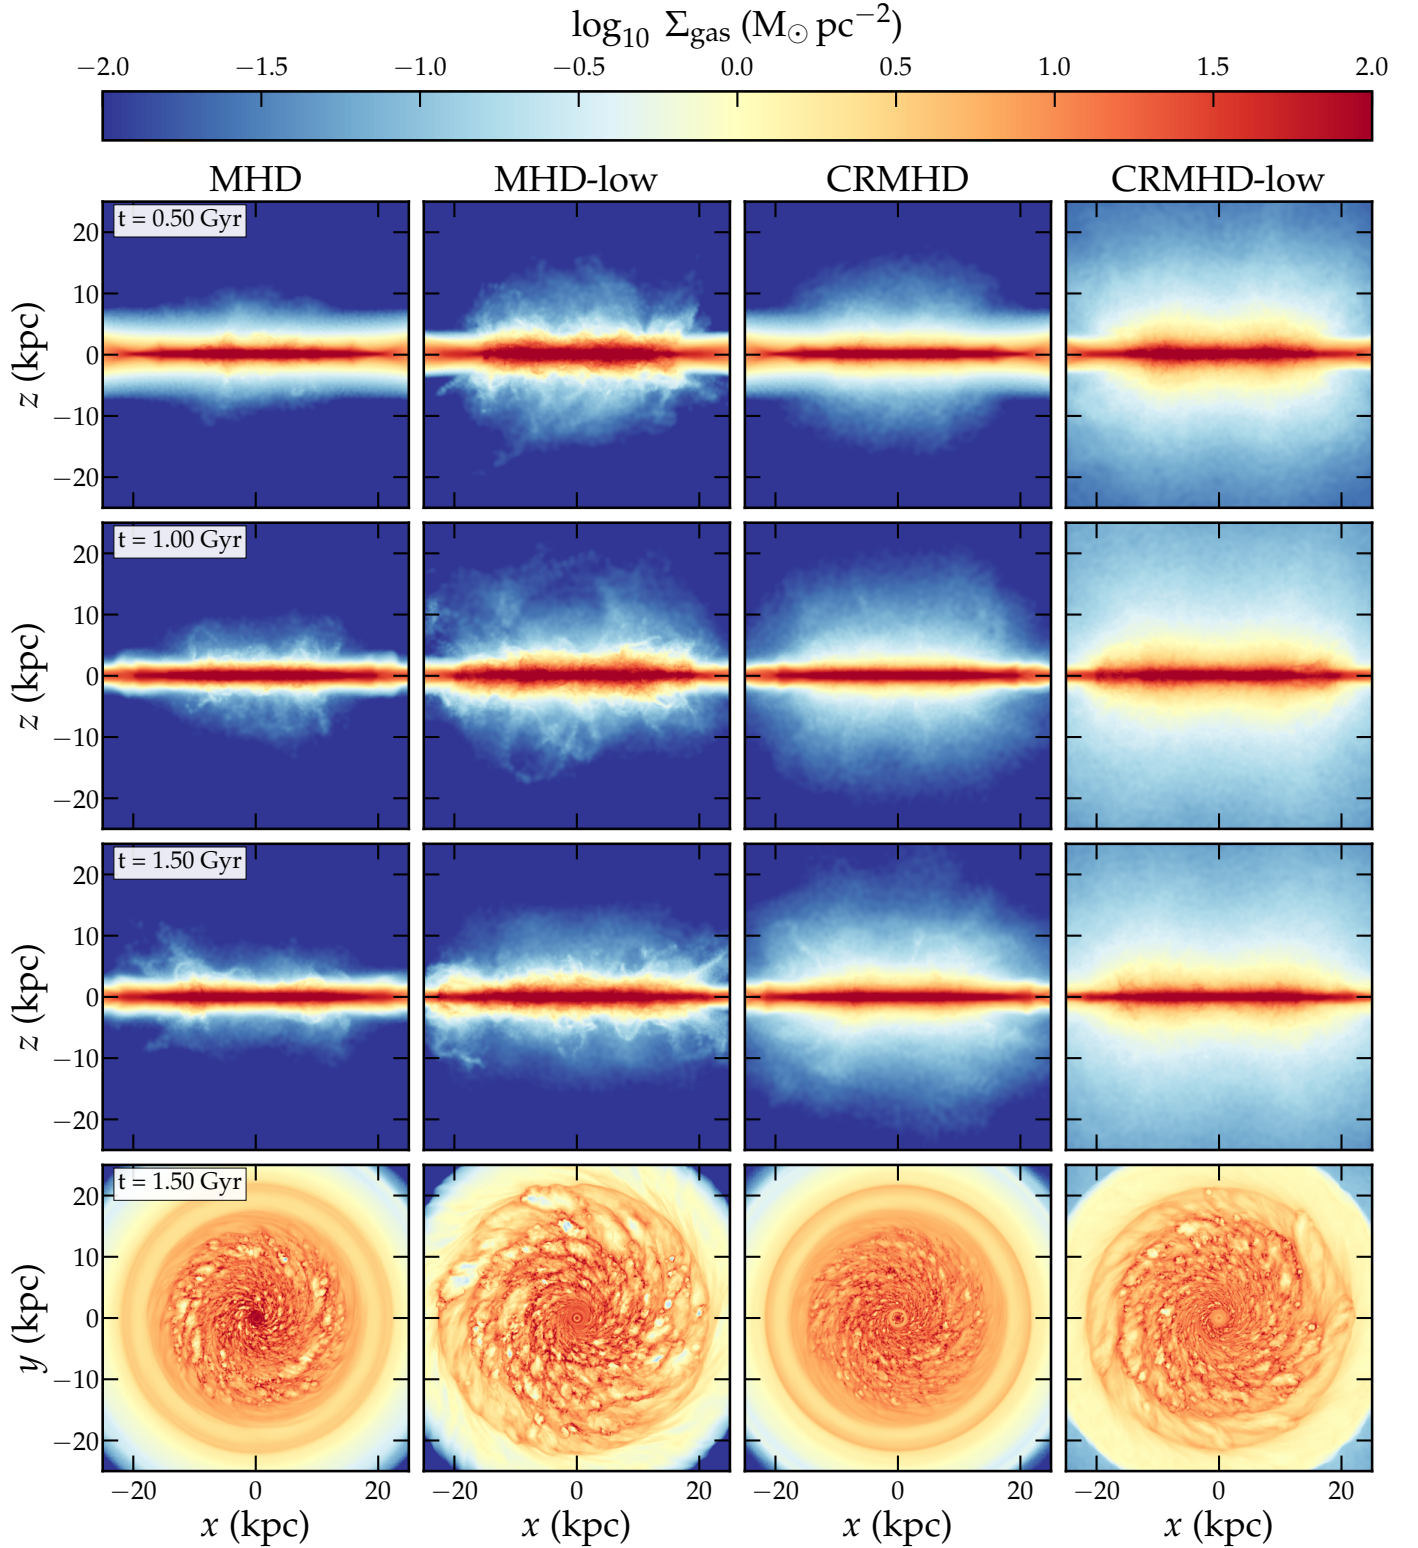 log₁₀ Σgas (M⊙ pc⁻²)
−2.0 −1.5 −1.0 −0.5 0.0 0.5 1.0 1.5 2.0
MHD MHD-low CRMHD CRMHD-low
t = 0.50 Gyr
20
10
0
−10
−20
z (kpc)
t = 1.00 Gyr
20
10
0
−10
−20
z (kpc)
t = 1.50 Gyr
20
10
0
−10
−20
z (kpc)
t = 1.50 Gyr
20
10
0
−10
−20
y (kpc)
−20 0 20 −20 0 20 −20 0 20 −20 0 20
x (kpc) x (kpc) x (kpc) x (kpc)